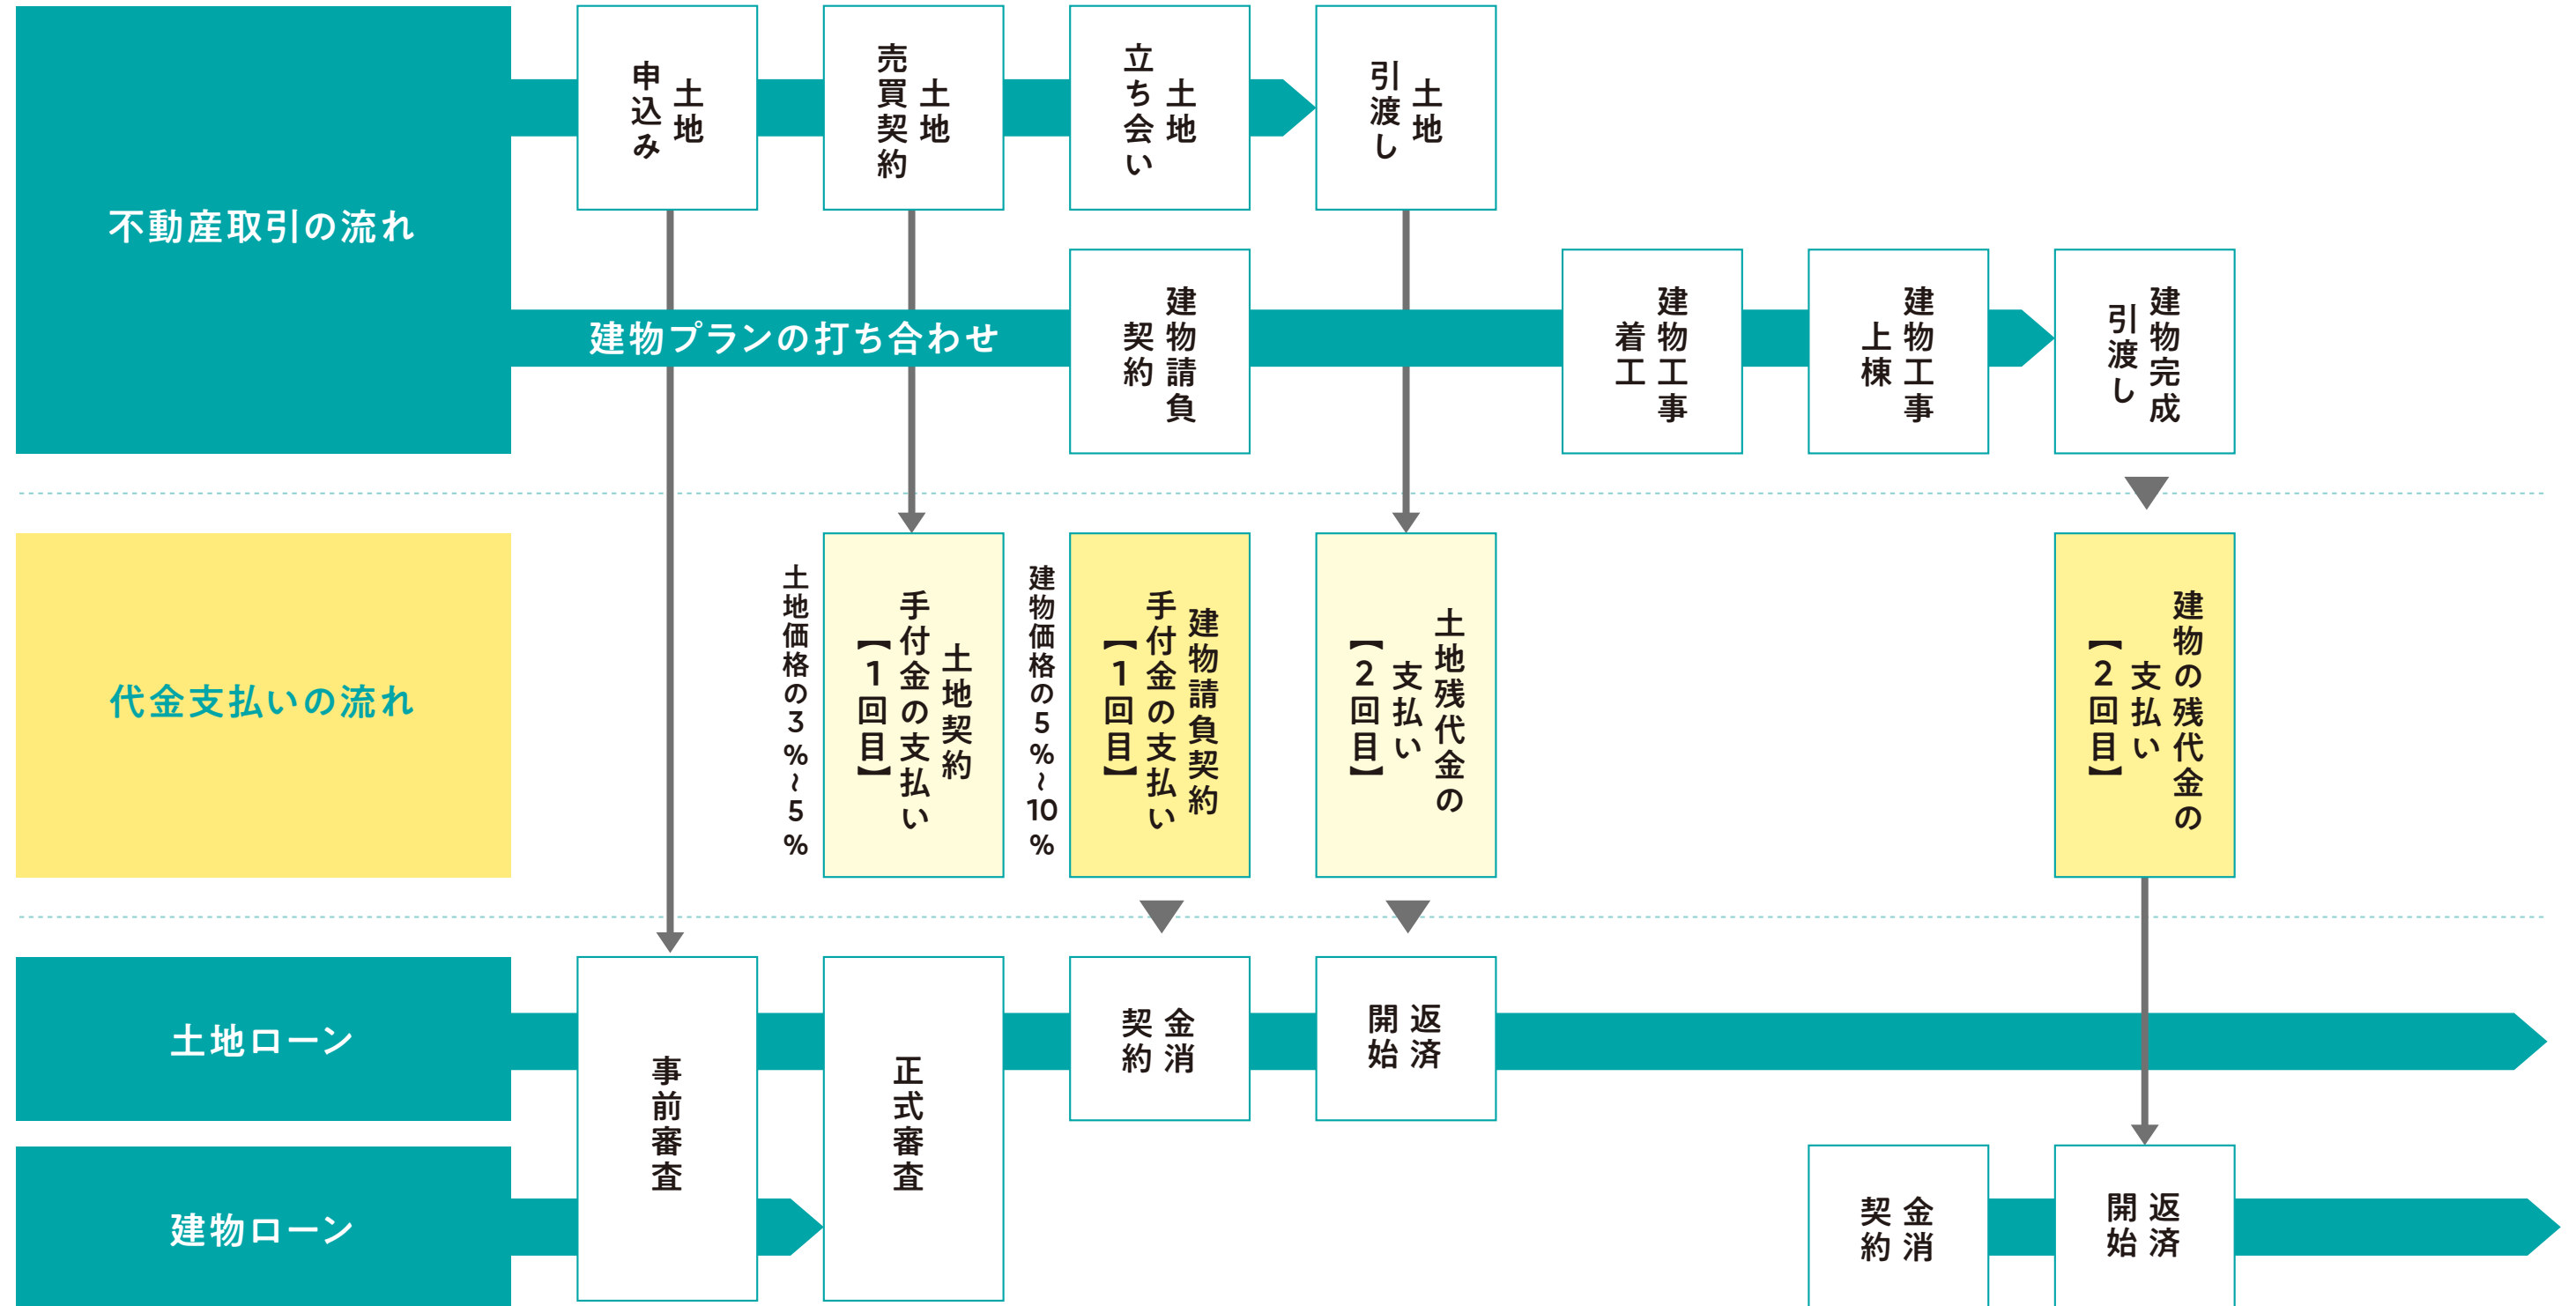 不動産取引の流れ
土地
申込み
土地
売買契約
土地
立ち会い
土地
引渡し
建物プランの打ち合わせ
建物請負
契約
建物工事
着工
建物工事
上棟
建物完成
引渡し
代金支払いの流れ
土地価格の3%~5%
土地契約
手付金の支払い
【1回目】
建物価格の5%~10%
建物請負契約
手付金の支払い
【1回目】
土地残代金の
支払い
【2回目】
建物の残代金の
支払い
【2回目】
土地ローン
事前審査
正式審査
金消
契約
返済
開始
建物ローン
金消
契約
返済
開始